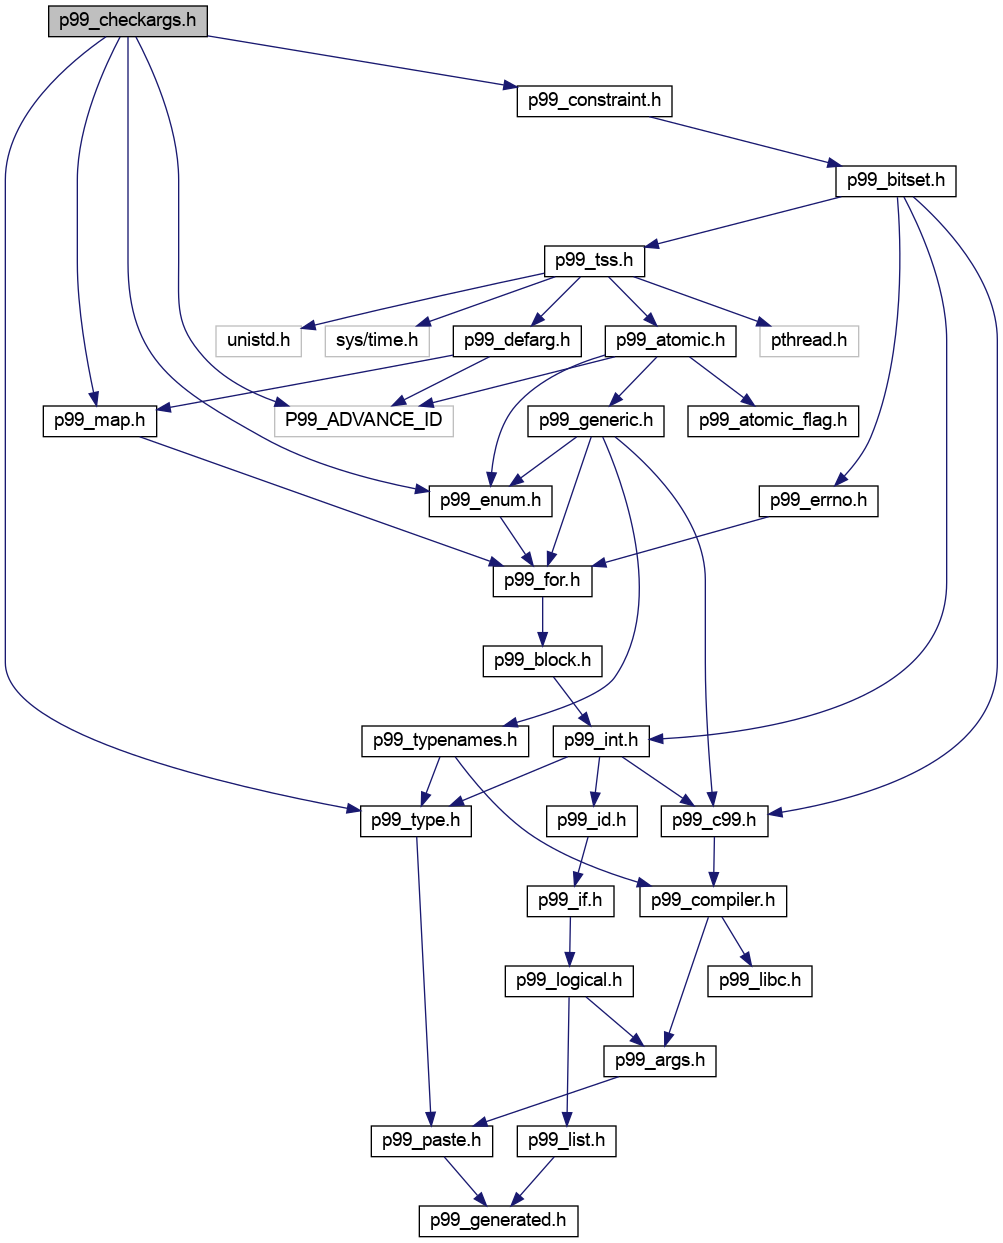 p99_checkargs.h
p99_constraint.h
p99_bitset.h
p99_tss.h
unistd.h
sys/time.h
p99_defarg.h
p99_atomic.h
pthread.h
p99_map.h
P99_ADVANCE_ID
p99_generic.h
p99_atomic_flag.h
p99_enum.h
p99_errno.h
p99_for.h
p99_block.h
p99_typenames.h
p99_int.h
p99_type.h
p99_id.h
p99_c99.h
p99_if.h
p99_compiler.h
p99_logical.h
p99_libc.h
p99_args.h
p99_paste.h
p99_list.h
p99_generated.h